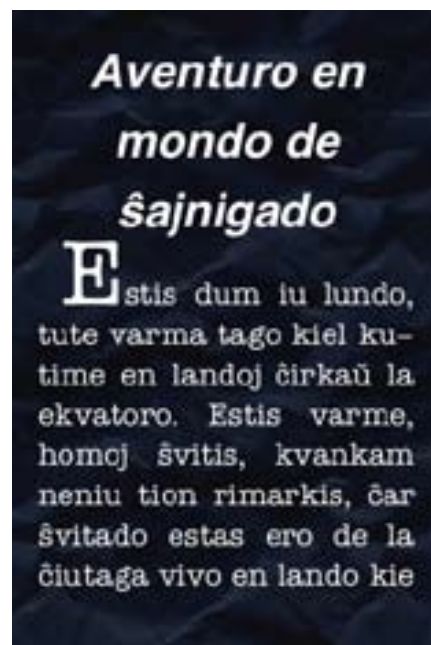 Aventuro en
mondo de
ŝajnigado
Estis dum iu lundo,
tute varma tago kiel ku-
time en landoj ĉirkaŭ la
ekvatoro. Estis varme,
homoj ŝvitis, kvankam
neniu tion rimarkis, ĉar
ŝvitado estas ero de la
ĉiutaga vivo en lando kie